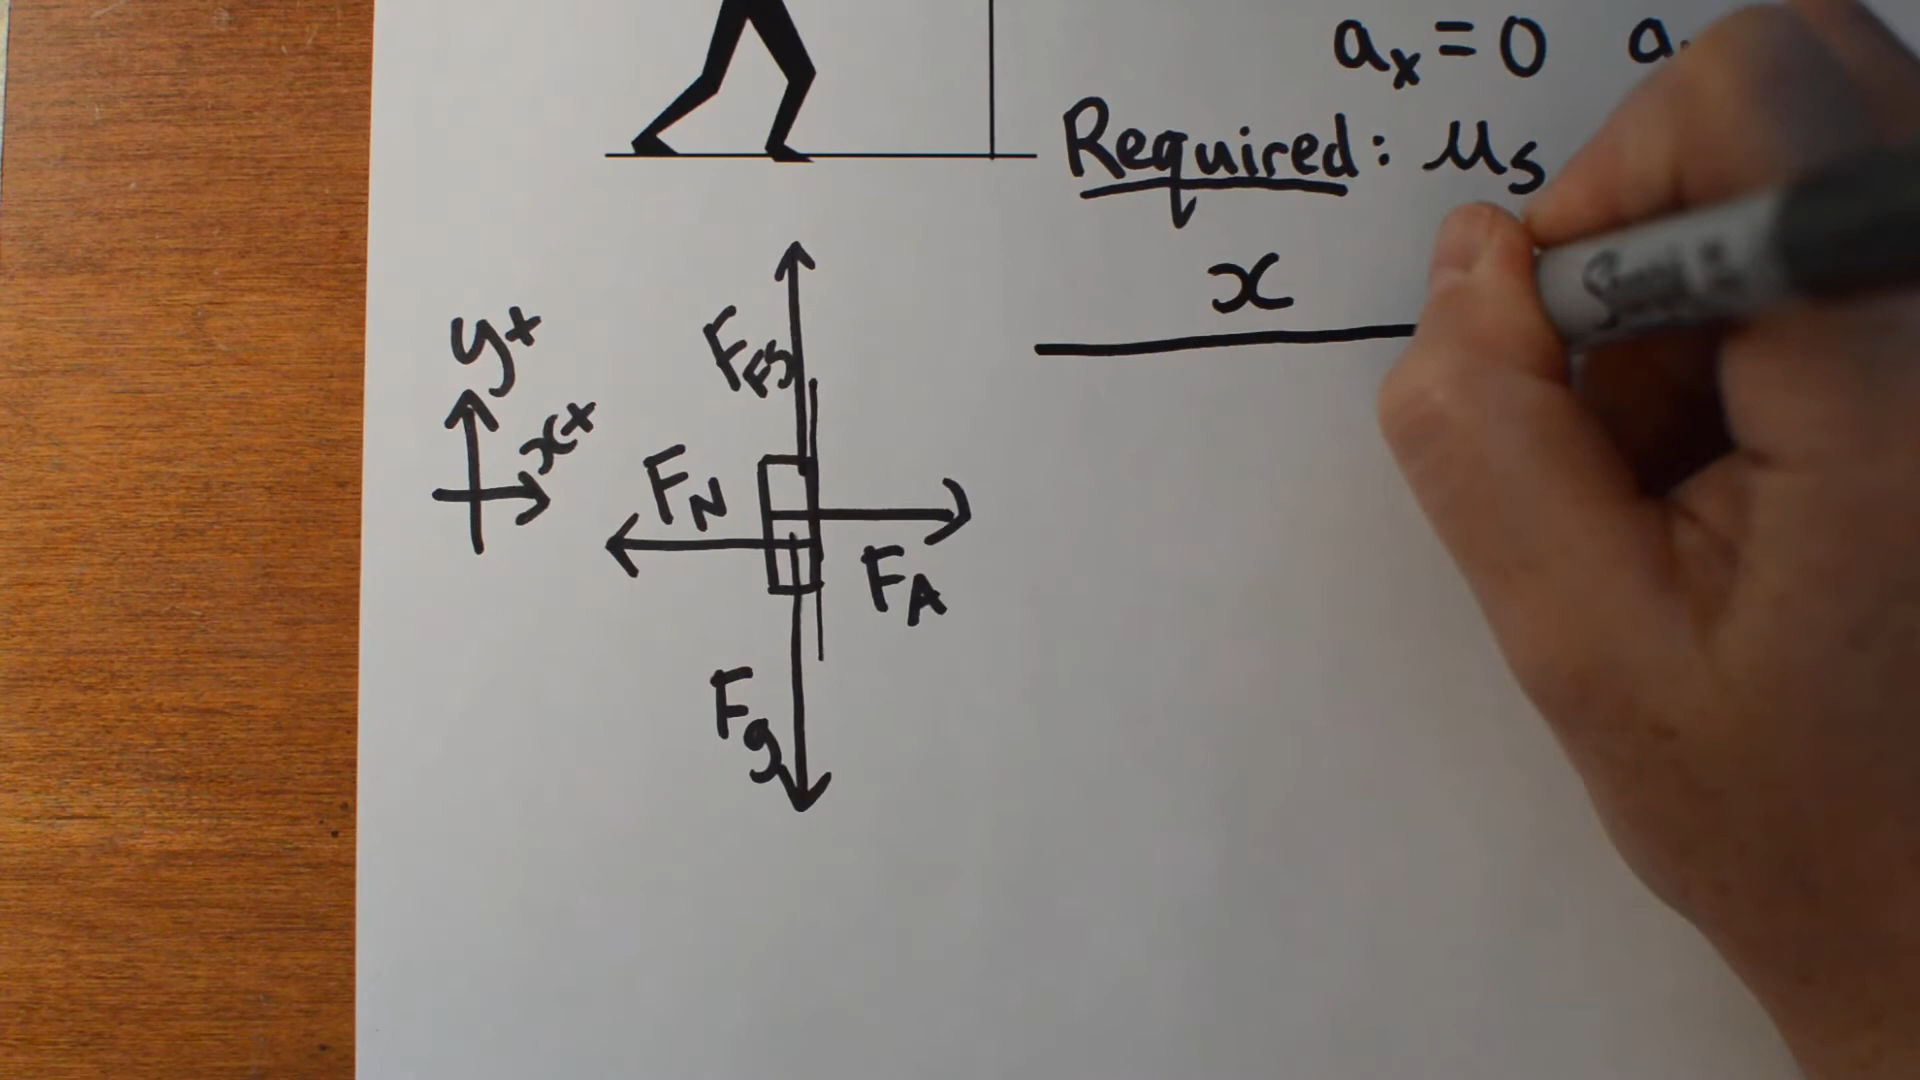 aₓ = 0 a
Required: μs
x
y+
x+
F_FS
F_N
F_A
F_g